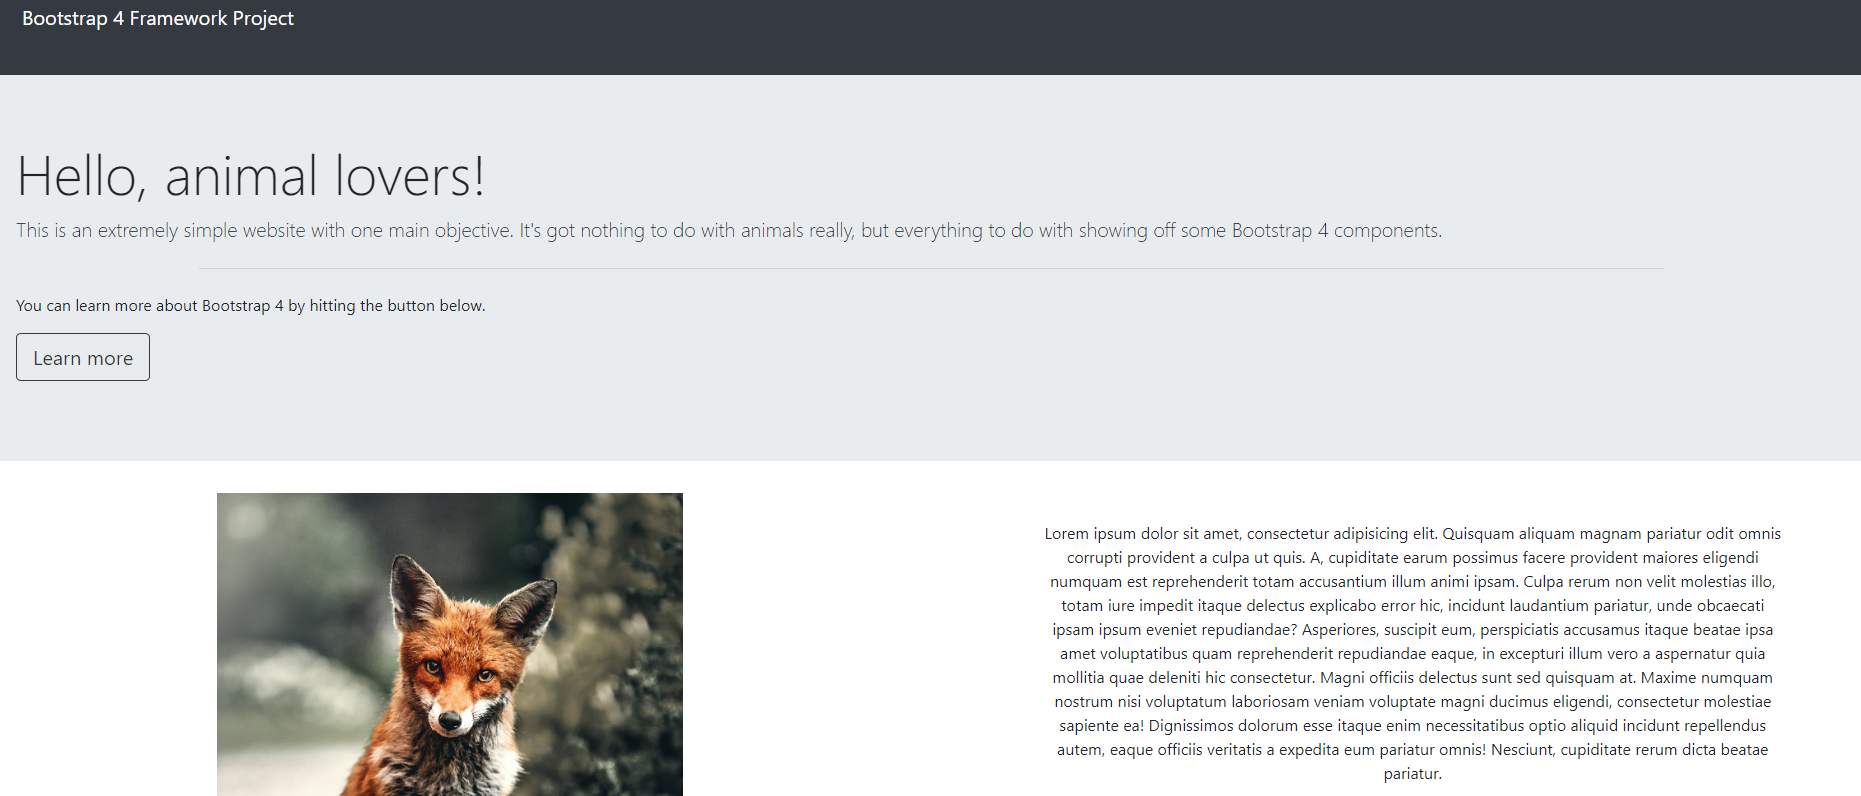 Bootstrap 4 Framework Project
Hello, animal lovers!
This is an extremely simple website with one main objective. It's got nothing to do with animals really, but everything to do with showing off some Bootstrap 4 components.
You can learn more about Bootstrap 4 by hitting the button below.
Learn more
Lorem ipsum dolor sit amet, consectetur adipisicing elit. Quisquam aliquam magnam pariatur odit omnis
corrupti provident a culpa ut quis. A, cupiditate earum possimus facere provident maiores eligendi
numquam est reprehenderit totam accusantium illum animi ipsam. Culpa rerum non velit molestias illo,
totam iure impedit itaque delectus explicabo error hic, incidunt laudantium pariatur, unde obcaecati
ipsam ipsum eveniet repudiandae? Asperiores, suscipit eum, perspiciatis accusamus itaque beatae ipsa
amet voluptatibus quam reprehenderit repudiandae eaque, in excepturi illum vero a aspernatur quia
mollitia quae deleniti hic consectetur. Magni officiis delectus sunt sed quisquam at. Maxime numquam
nostrum nisi voluptatum laboriosam veniam voluptate magni ducimus eligendi, consectetur molestiae
sapiente ea! Dignissimos dolorum esse itaque enim necessitatibus optio aliquid incidunt repellendus
autem, eaque officiis veritatis a expedita eum pariatur omnis! Nesciunt, cupiditate rerum dicta beatae
pariatur.